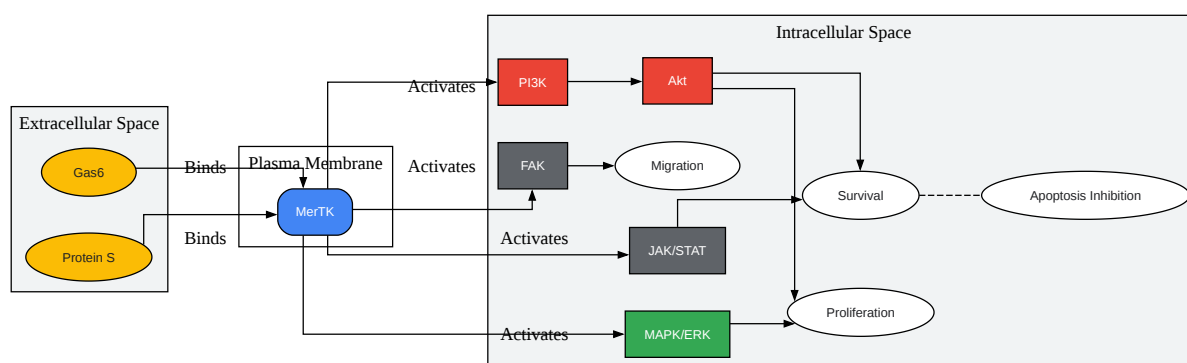 Intracellular Space
PI3K
Akt
Activates
Extracellular Space
Gas6
Binds
Plasma Membrane
Activates
FAK
Migration
MerTK
Survival
Apoptosis Inhibition
Protein S
Binds
Activates
JAK/STAT
Proliferation
Activates
MAPK/ERK